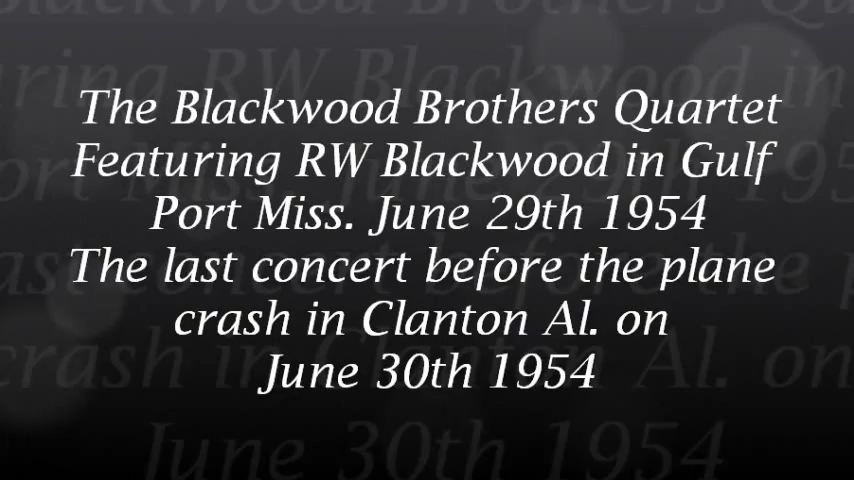 The Blackwood Brothers Quartet
Featuring RW Blackwood in Gulf
Port Miss. June 29th 1954
The last concert before the plane
crash in Clanton Al. on
June 30th 1954